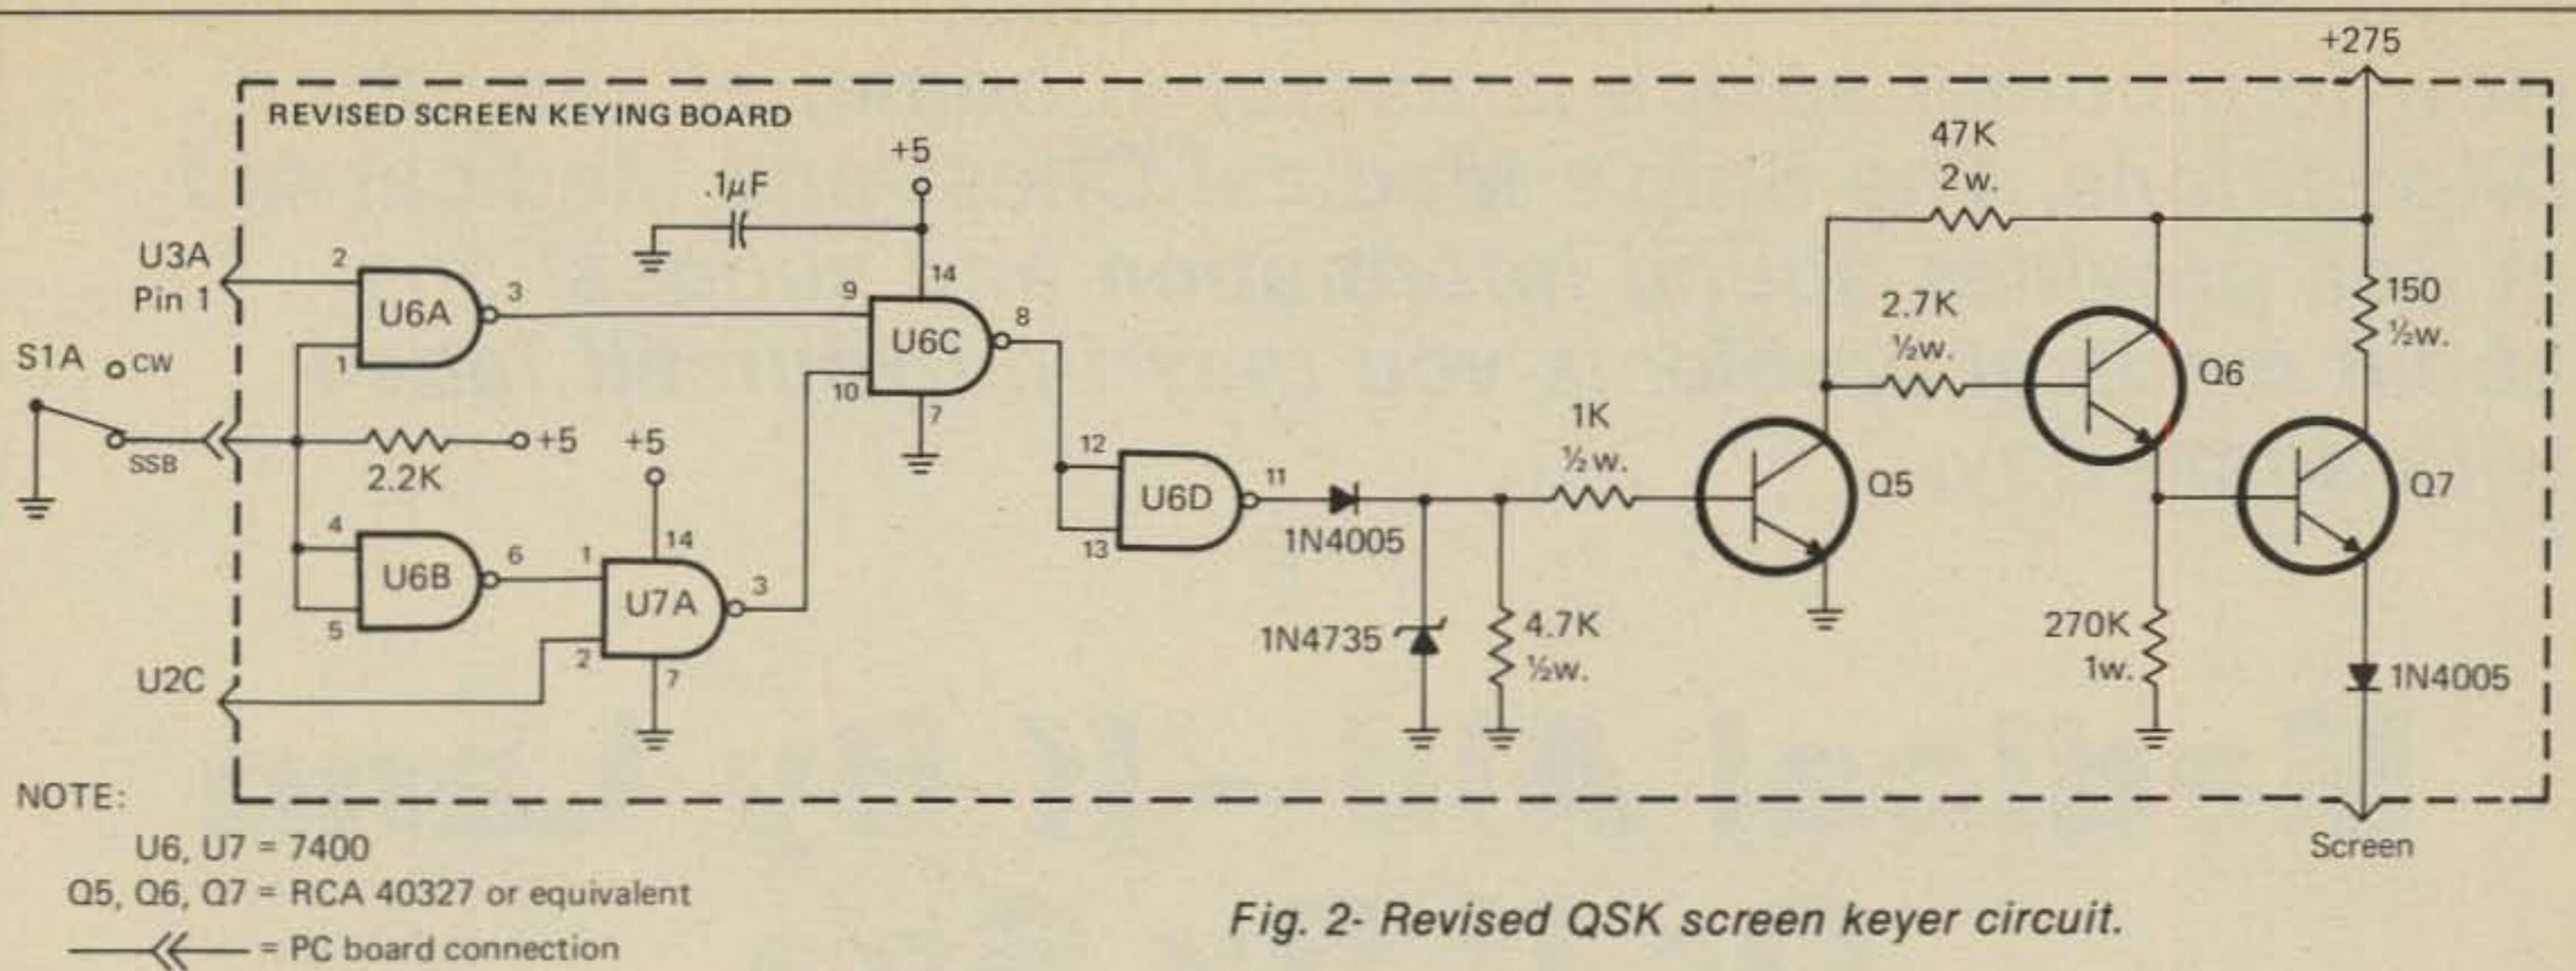 +275
REVISED SCREEN KEYING BOARD
47K
2w.
+5
.1µF
U3A
Pin 1
2
U6A
3
1
9
14
U6C
8
10
7
2.7K
½w.
Q6
150
½w.
S1A
CW
SSB
2.2K
+5
+5
12
U6D
11
13
1N4005
1K
½w.
Q5
Q7
4
U6B
6
5
1
14
U7A
3
2
7
1N4735
4.7K
½w.
270K
1w.
1N4005
U2C
Screen
NOTE:
U6, U7 = 7400
Q5, Q6, Q7 = RCA 40327 or equivalent
= PC board connection
Fig. 2- Revised QSK screen keyer circuit.